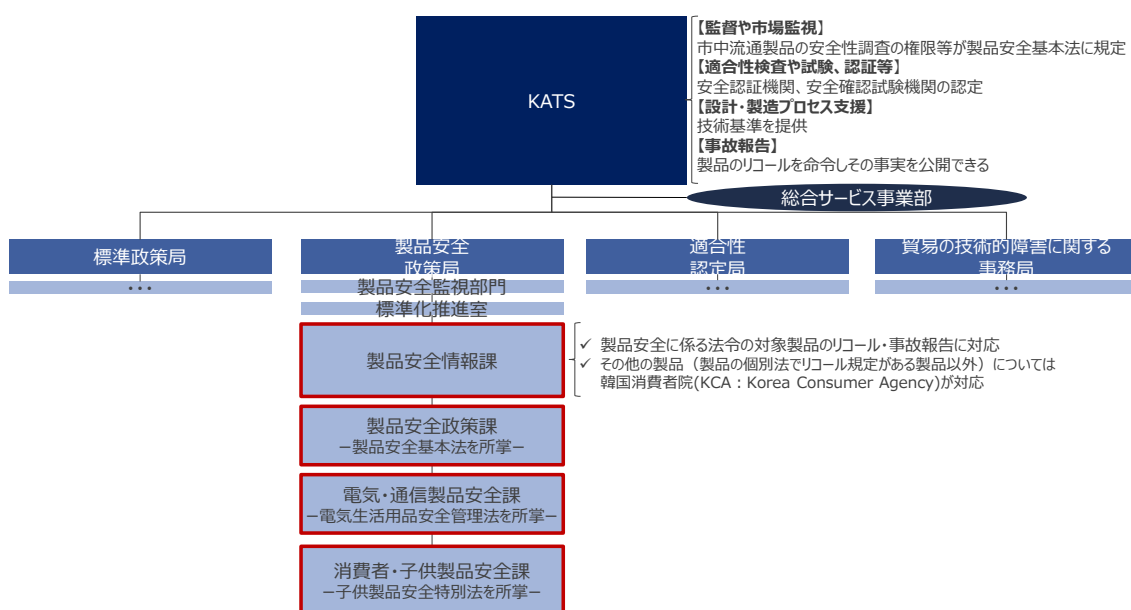 KATS
【監督や市場監視】
市中流通製品の安全性調査の権限等が製品安全基本法に規定
【適合性検査や試験、認証等】
安全認証機関、安全確認試験機関の認定
【設計・製造プロセス支援】
技術基準を提供
【事故報告】
製品のリコールを命令しその事実を公開できる
総合サービス事業部
標準政策局
・・・
製品安全
政策局
製品安全監視部門
標準化推進室
製品安全情報課
✓ 製品安全に係る法令の対象製品のリコール・事故報告に対応
✓ その他の製品（製品の個別法でリコール規定がある製品以外）については
韓国消費者院(KCA：Korea Consumer Agency)が対応
製品安全政策課
－製品安全基本法を所掌－
電気・通信製品安全課
－電気生活用品安全管理法を所掌－
消費者・子供製品安全課
－子供製品安全特別法を所掌－
適合性
認定局
・・・
貿易の技術的障害に関する
事務局
・・・